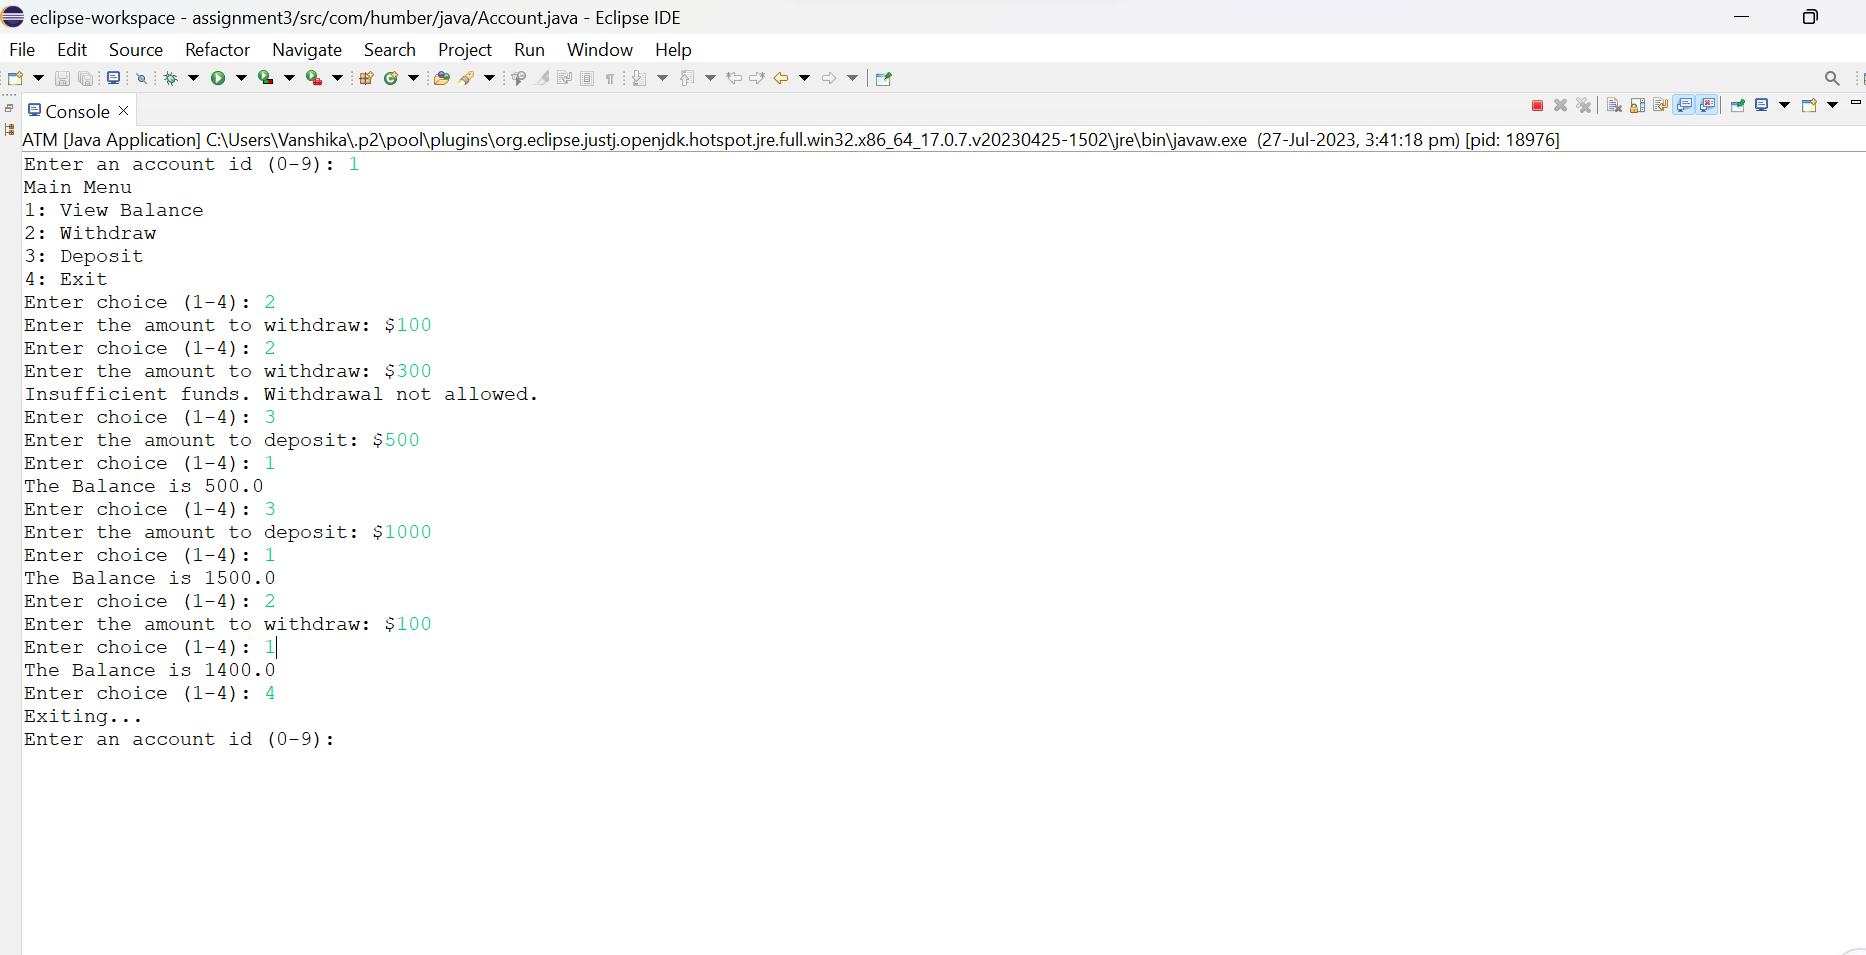 eclipse-workspace - assignment3/src/com/humber/java/Account.java - Eclipse IDE
File Edit Source Refactor Navigate Search Project Run Window Help
Console
ATM [Java Application] C:\Users\Vanshika\.p2\pool\plugins\org.eclipse.justj.openjdk.hotspot.jre.full.win32.x86_64_17.0.7.v20230425-1502\jre\bin\javaw.exe (27-Jul-2023, 3:41:18 pm) [pid: 18976]
Enter an account id (0-9): 1
Main Menu
1: View Balance
2: Withdraw
3: Deposit
4: Exit
Enter choice (1-4): 2
Enter the amount to withdraw: $100
Enter choice (1-4): 2
Enter the amount to withdraw: $300
Insufficient funds. Withdrawal not allowed.
Enter choice (1-4): 3
Enter the amount to deposit: $500
Enter choice (1-4): 1
The Balance is 500.0
Enter choice (1-4): 3
Enter the amount to deposit: $1000
Enter choice (1-4): 1
The Balance is 1500.0
Enter choice (1-4): 2
Enter the amount to withdraw: $100
Enter choice (1-4): 1
The Balance is 1400.0
Enter choice (1-4): 4
Exiting...
Enter an account id (0-9):